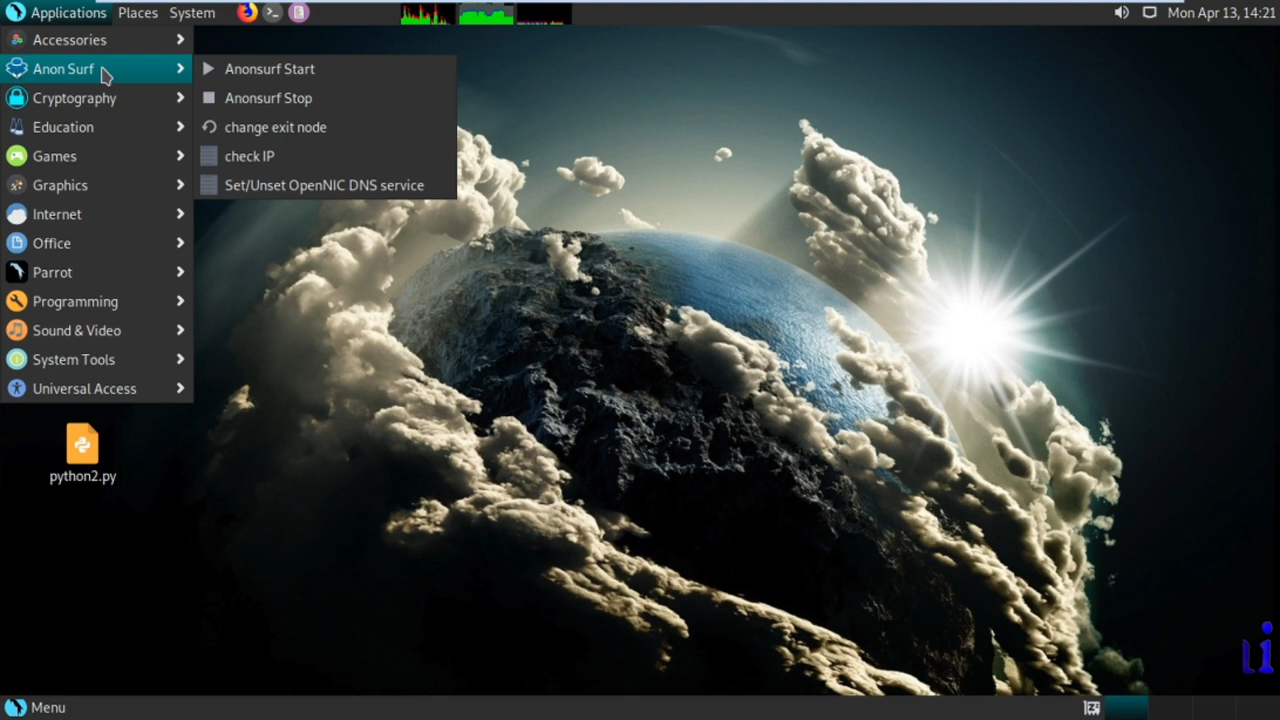 Applications Places System
Mon Apr 13, 14:21
Accessories
Anon Surf
Cryptography
Education
Games
Graphics
Internet
Office
Parrot
Programming
Sound & Video
System Tools
Universal Access
Anonsurf Start
Anonsurf Stop
change exit node
check IP
Set/Unset OpenNIC DNS service
python2.py
Menu